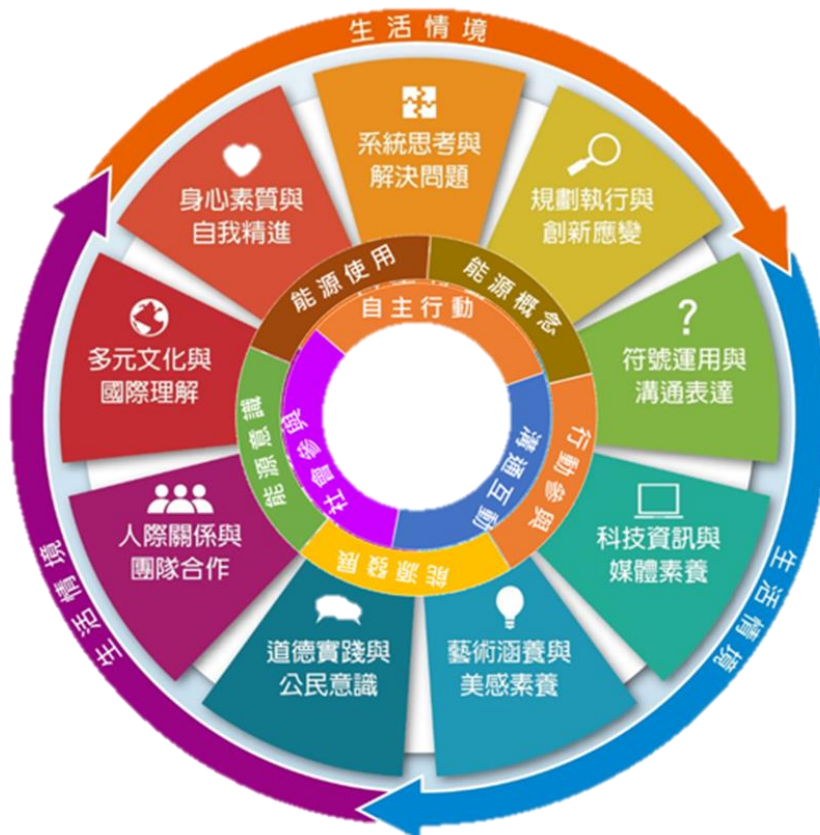 生活情境
系統思考與
解決問題
規劃執行與
創新應變
符號運用與
溝通表達
科技資訊與
媒體素養
藝術涵養與
美感素養
道德實踐與
公民意識
人際關係與
團隊合作
多元文化與
國際理解
身心素質與
自我精進
生活情境
生活情境
能源使用
能源概念
行動參與
能源發展
能源意識
自主行動
溝通互動
社會參與